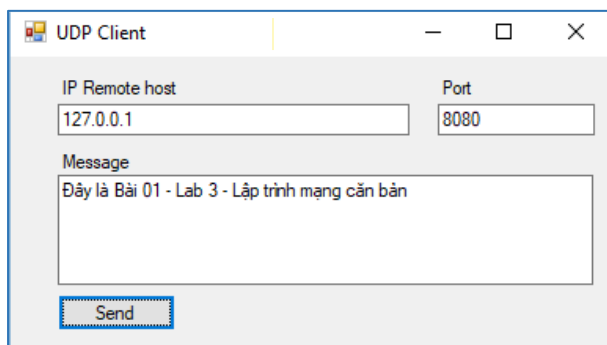 UDP Client
IP Remote host Port
127.0.0.1 8080
Message
Đây là Bài 01 - Lab 3 - Lập trình mạng căn bản
Send